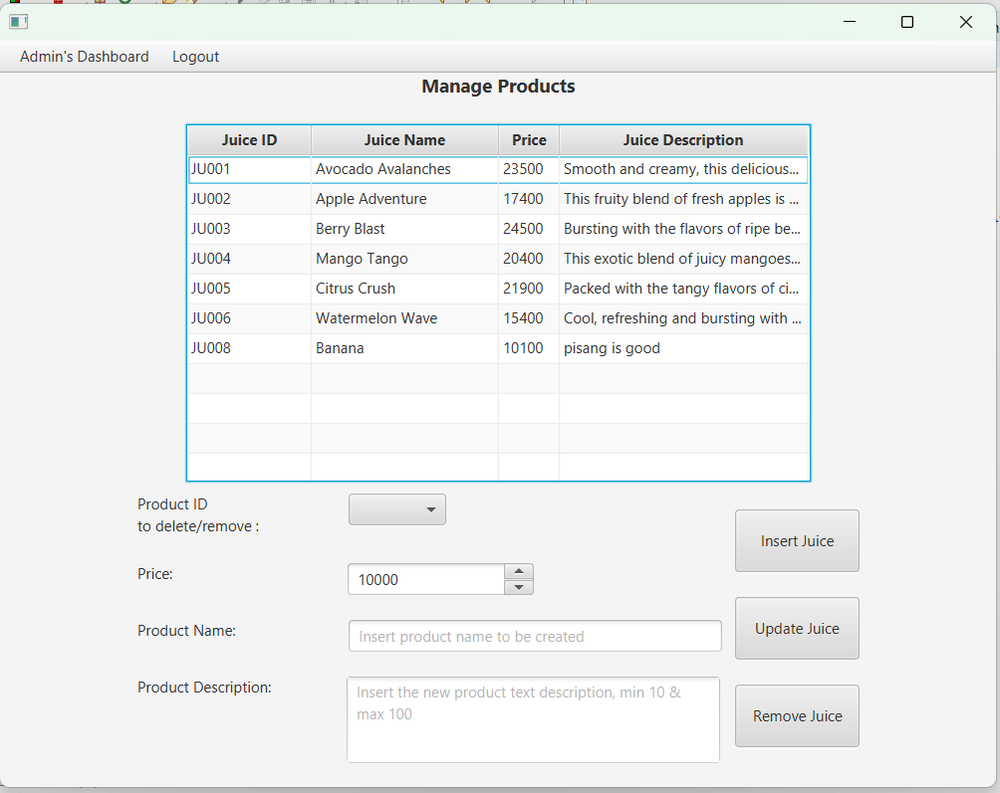 Admin's Dashboard Logout
Manage Products
Juice ID Juice Name Price Juice Description
JU001 Avocado Avalanches 23500 Smooth and creamy, this delicious...
JU002 Apple Adventure 17400 This fruity blend of fresh apples is ...
JU003 Berry Blast 24500 Bursting with the flavors of ripe be...
JU004 Mango Tango 20400 This exotic blend of juicy mangoes...
JU005 Citrus Crush 21900 Packed with the tangy flavors of ci...
JU006 Watermelon Wave 15400 Cool, refreshing and bursting with ...
JU008 Banana 10100 pisang is good
Product ID
to delete/remove :
Insert Juice
Price: 10000
Update Juice
Product Name: Insert product name to be created
Product Description: Insert the new product text description, min 10 &
max 100
Remove Juice